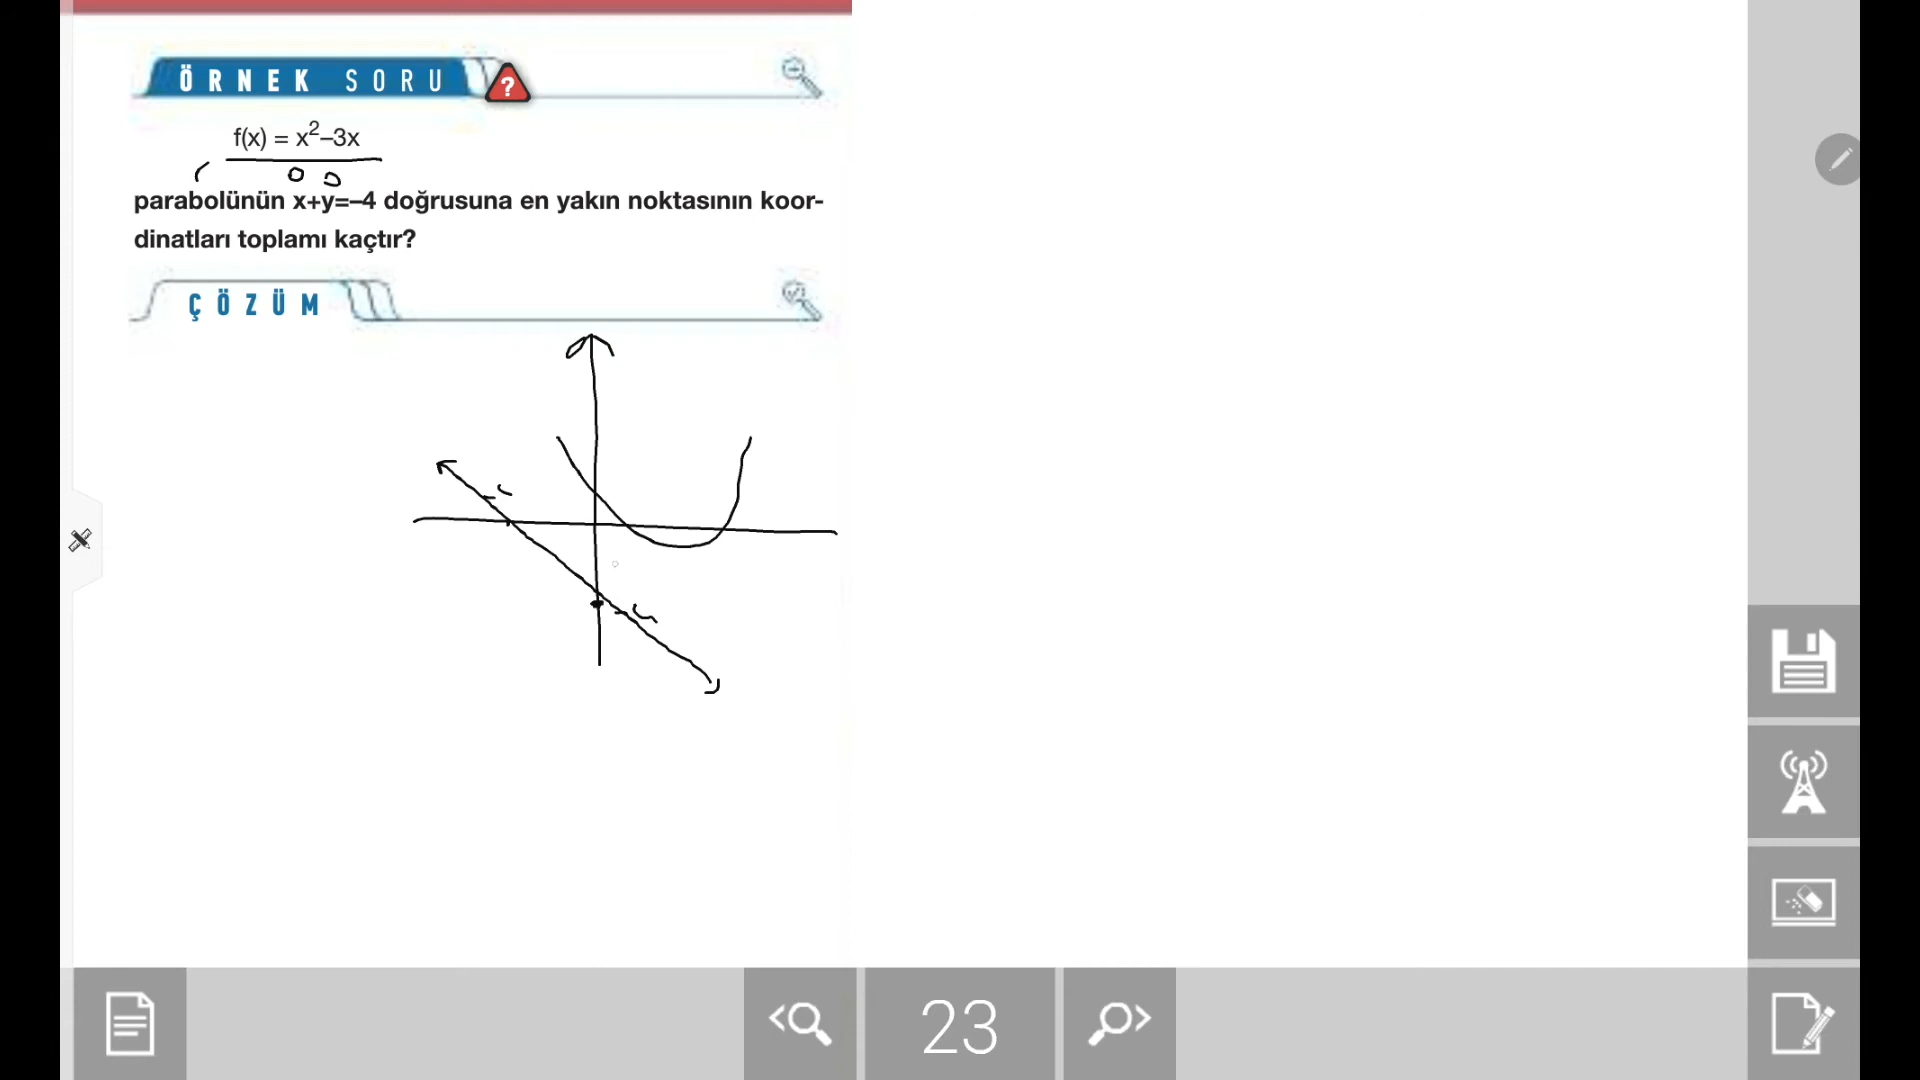 ÖRNEK SORU ?
f(x) = x²–3x
parabolünün x+y=–4 doğrusuna en yakın noktasının koor-
dinatları toplamı kaçtır?
ÇÖZÜM
23